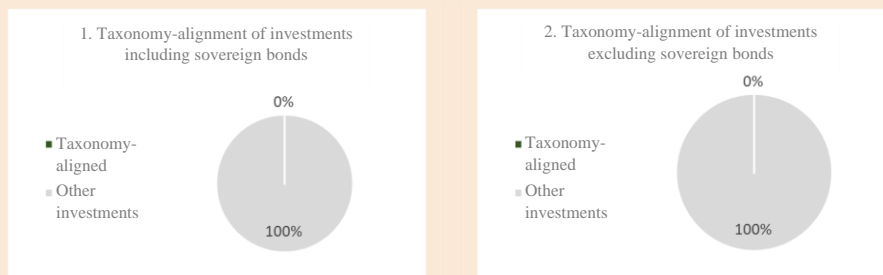 1. Taxonomy-alignment of investments
including sovereign bonds
0%
Taxonomy-
aligned
Other
investments
100%
2. Taxonomy-alignment of investments
excluding sovereign bonds
0%
Taxonomy-
aligned
Other
investments
100%